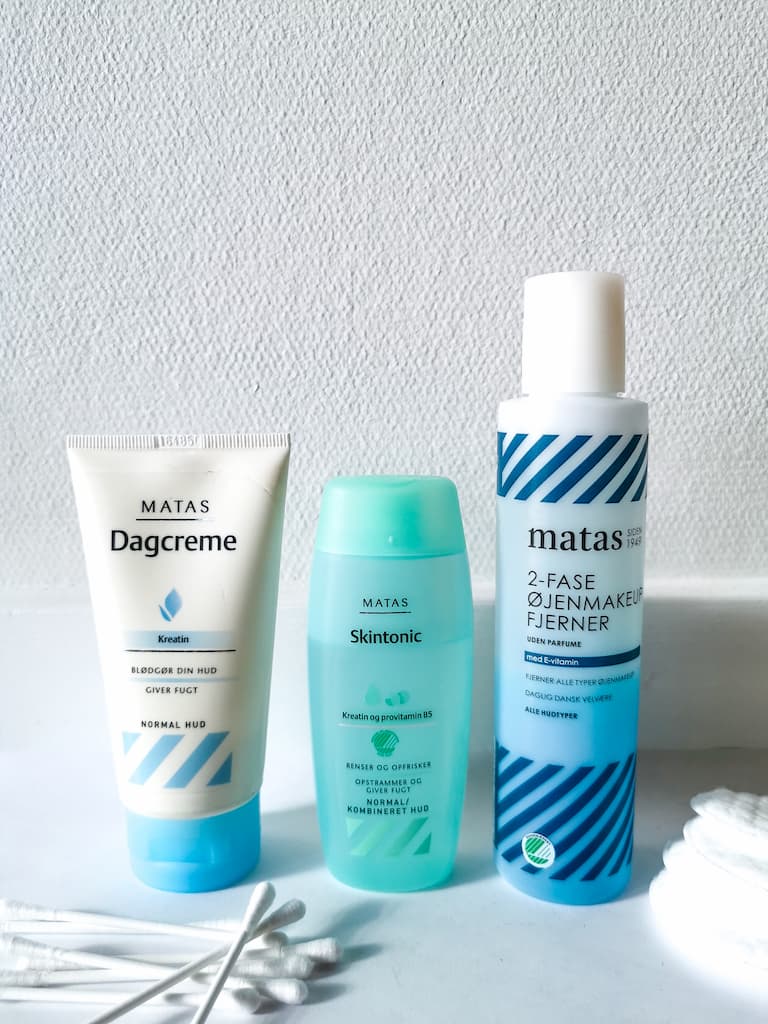 MATAS
Dagcreme
Kreatin
BLØDGØR DIN HUD
GIVER FUGT
NORMAL HUD
MATAS
Skintonic
Kreatin og provitamin B5
RENSER OG OPFRISKER
OPSTRAMMER OG
GIVER FUGT
NORMAL/
KOMBINERET HUD
matas SIDEN
1949
2-FASE
ØJENMAKEUP
FJERNER
UDEN PARFUME
med E-vitamin
FJERNER ALLE TYPER ØJENMAKEUP
DAGLIG DANSK VELVÆRE
ALLE HUDTYPER